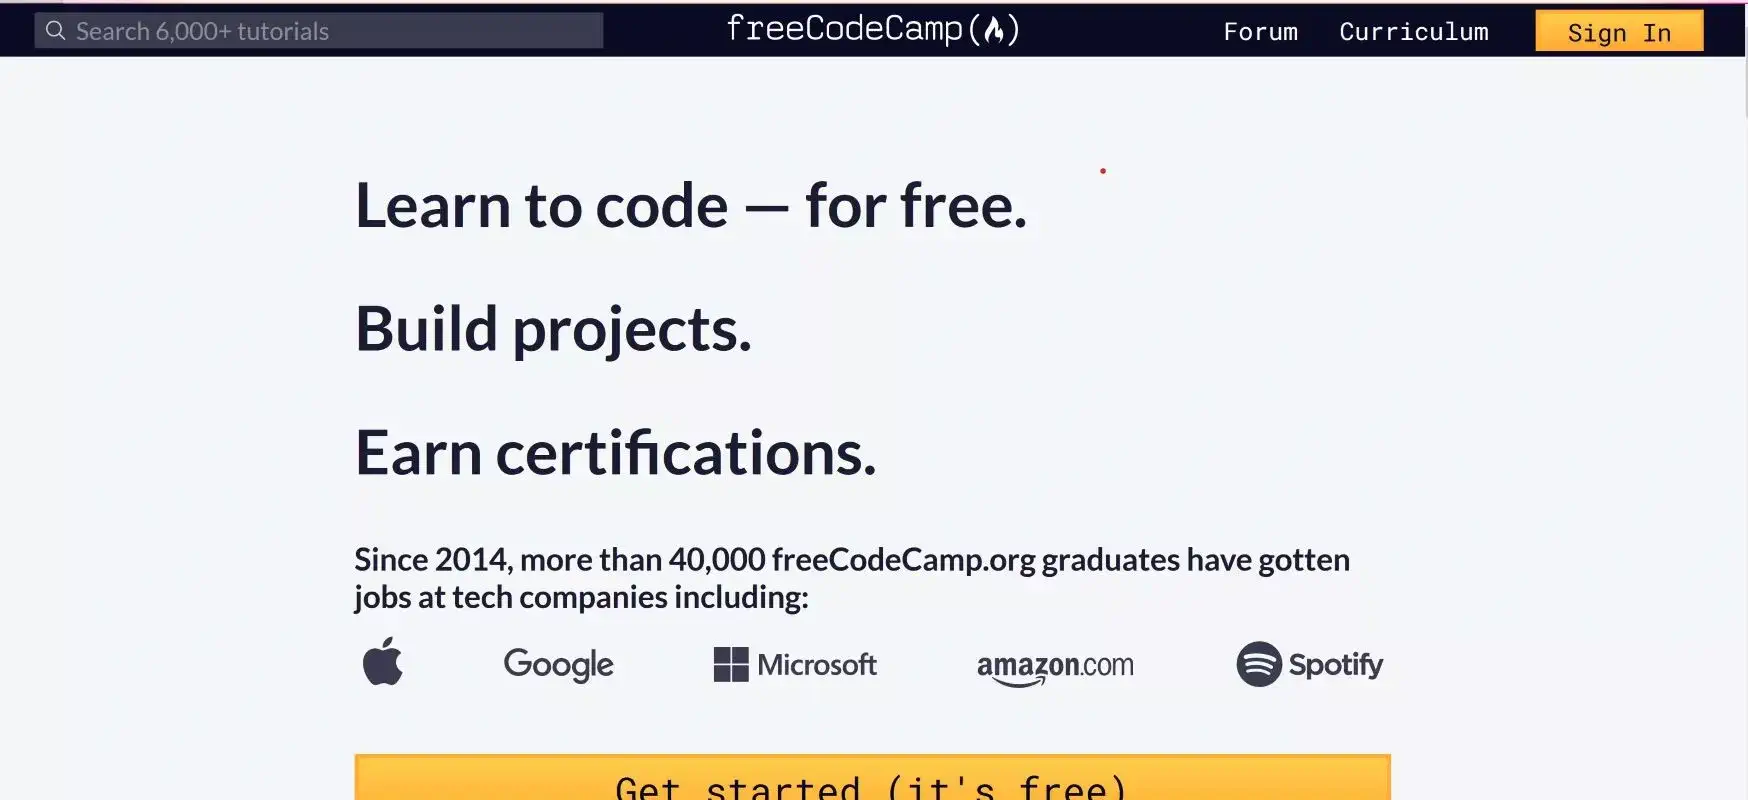 Search 6,000+ tutorials
freeCodeCamp
Forum
Curriculum
Sign In
Learn to code — for free.
Build projects.
Earn certifications.
Since 2014, more than 40,000 freeCodeCamp.org graduates have gotten
jobs at tech companies including:
Google
Microsoft
amazon.com
Spotify
Get started (it's free)